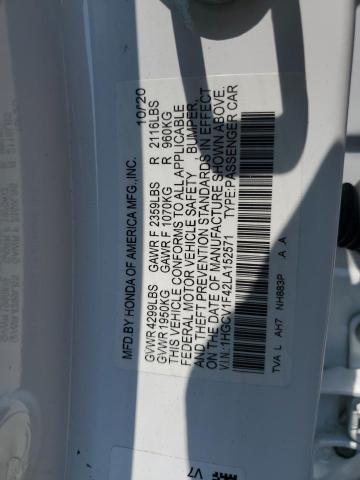 MFD.BY HONDA OF AMERICA MFG.,INC. 10/20
GVWR 4299LBS GAWR F 2359LBS R 2116LBS
GVWR 1950KG GAWR F 1070KG R 960KG
THIS VEHICLE CONFORMS TO ALL APPLICABLE
FEDERAL MOTOR VEHICLE SAFETY , BUMPER,
AND THEFT PREVENTION STANDARDS IN EFFECT
ON THE DATE OF MANUFACTURE SHOWN ABOVE.
V.I.N.:1HGCV1F42LA152571 TYPE:PASSENGER CAR
TVA L AH7 NH883P A A
V7